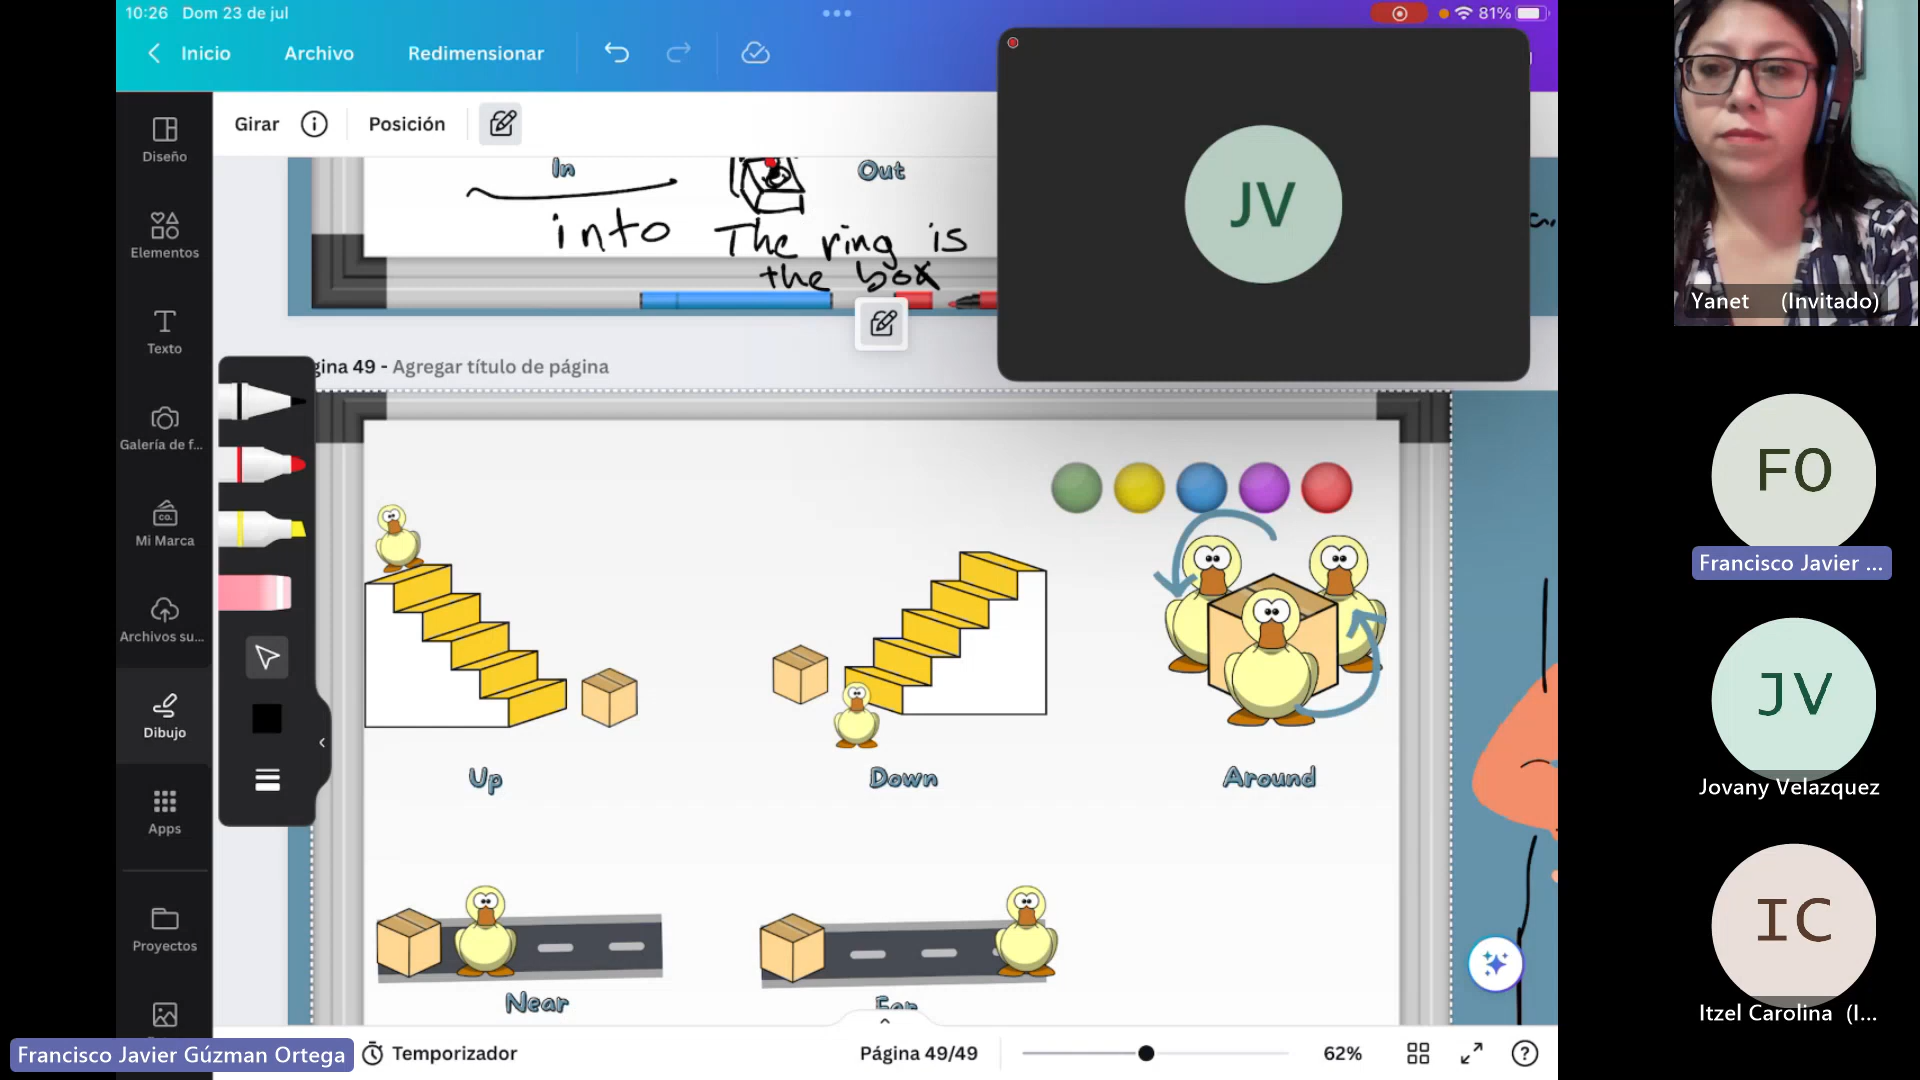 10:26 Dom 23 de jul
81%
Inicio
Archivo
Redimensionar
Girar
Posición
Diseño
Elementos
Texto
Galería de f...
Mi Marca
Archivos su...
Dibujo
Apps
Proyectos
In
Out
into
The ring is
the box
gina 49 - Agregar título de página
Up
Down
Around
Near
Far
JV
Yanet (Invitado)
FO
Francisco Javier ...
JV
Jovany Velazquez
IC
Itzel Carolina (I...
Francisco Javier Gúzman Ortega
Temporizador
Página 49/49
62%